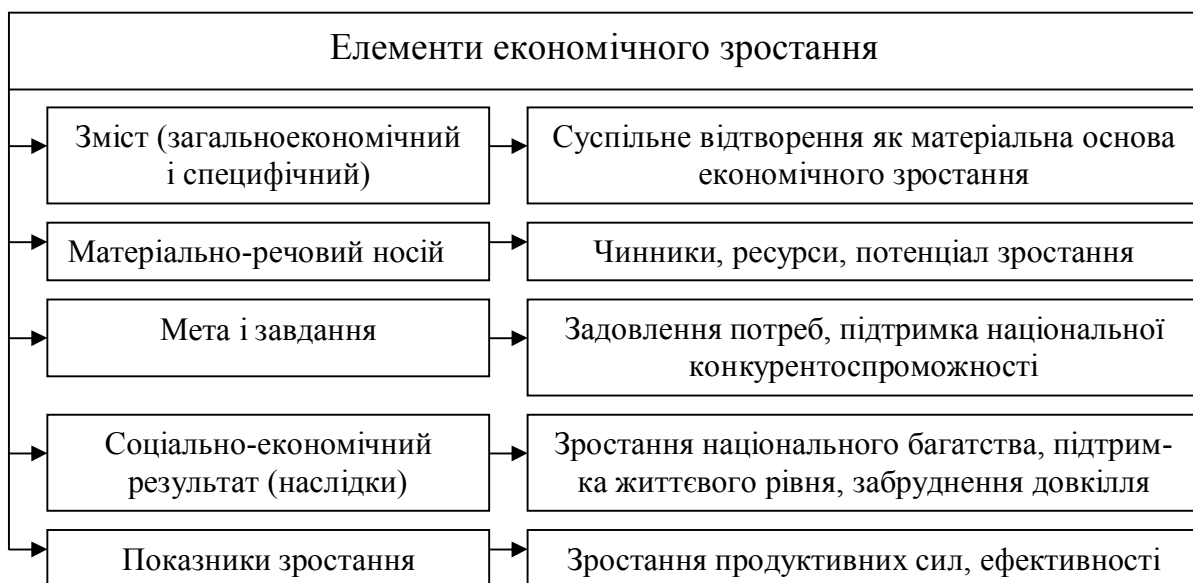 Елементи економічного зростання
Зміст (загальноекономічний
і специфічний)
Суспільне відтворення як матеріальна основа
економічного зростання
Матеріально-речовий носій
Чинники, ресурси, потенціал зростання
Мета і завдання
Задовлення потреб, підтримка національної
конкурентоспроможності
Соціально-економічний
результат (наслідки)
Зростання національного багатства, підтрим-
ка життєвого рівня, забруднення довкілля
Показники зростання
Зростання продуктивних сил, ефективності